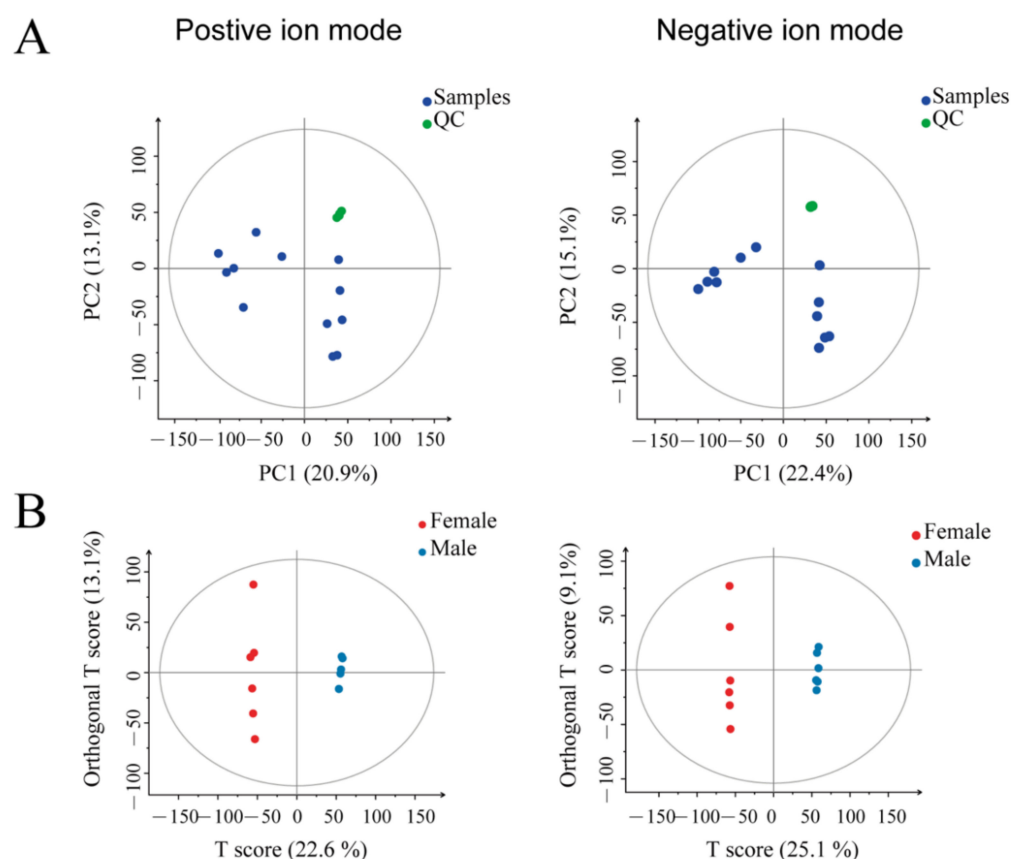 A
Postive ion mode
Negative ion mode
Samples
QC
Samples
QC
PC2 (13.1%)
100
50
0
−50
−100
−150−100−50 0 50 100 150
PC1 (20.9%)
PC2 (15.1%)
100
50
0
−50
−100
−150−100−50 0 50 100 150
PC1 (22.4%)
B
Female
Male
Female
Male
Orthogonal T score (13.1%)
100
50
0
−50
−100
−150−100−50 0 50 100 150
T score (22.6 %)
Orthogonal T score (9.1%)
100
50
0
−50
−100
−150−100−50 0 50 100 150
T score (25.1 %)